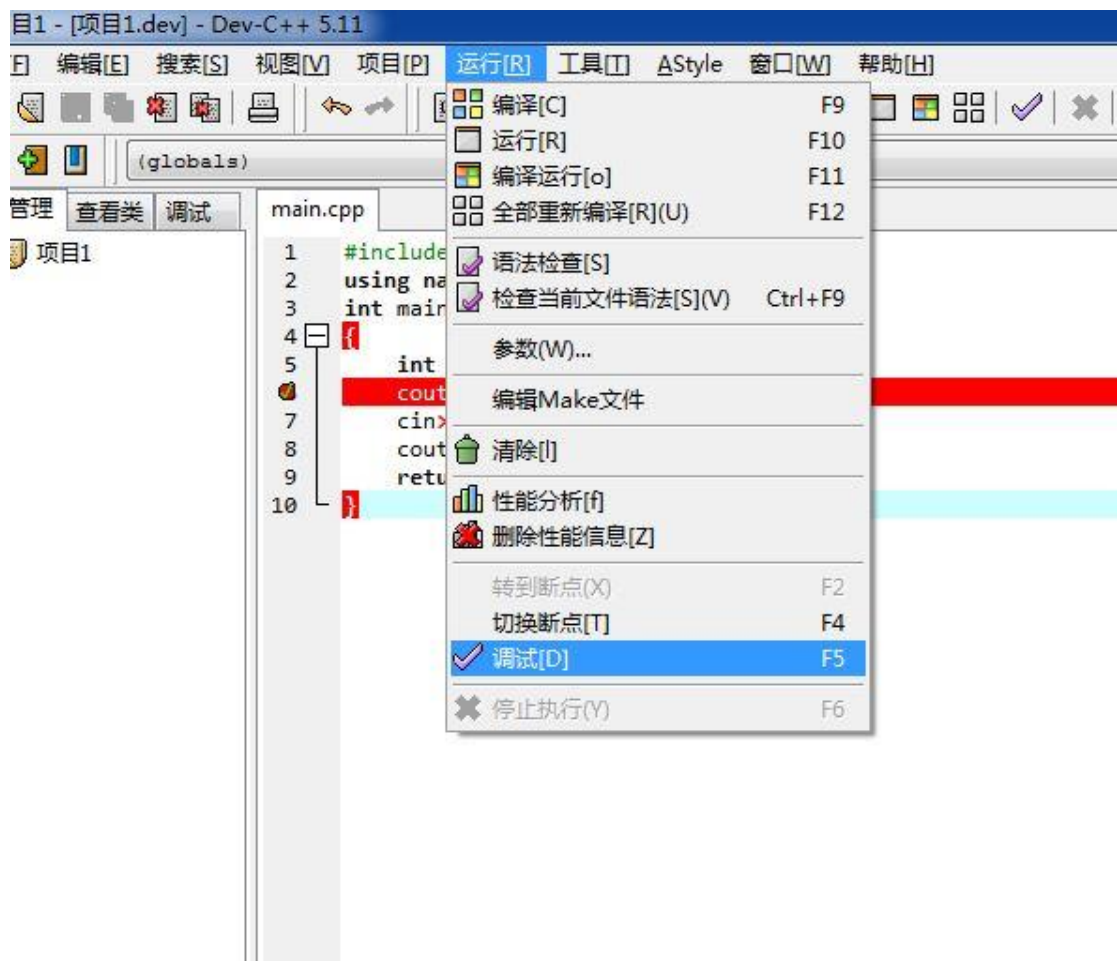 目1 - [项目1.dev] - Dev-C++ 5.11
F] 编辑[E] 搜索[S] 视图[V] 项目[P] 运行[R] 工具[T] AStyle 窗口[W] 帮助[H]
(globals)
管理 查看类 调试 main.cpp
项目1
1 #include
2 using na
3 int main
4 {
5 int
cout
7 cin>
8 cout
9 retu
10 }
编译[C] F9
运行[R] F10
编译运行[o] F11
全部重新编译[R](U) F12
语法检查[S]
检查当前文件语法[S](V) Ctrl+F9
参数(W)...
编辑Make文件
清除[l]
性能分析[f]
删除性能信息[Z]
转到断点(X) F2
切换断点[T] F4
调试[D] F5
停止执行(Y) F6